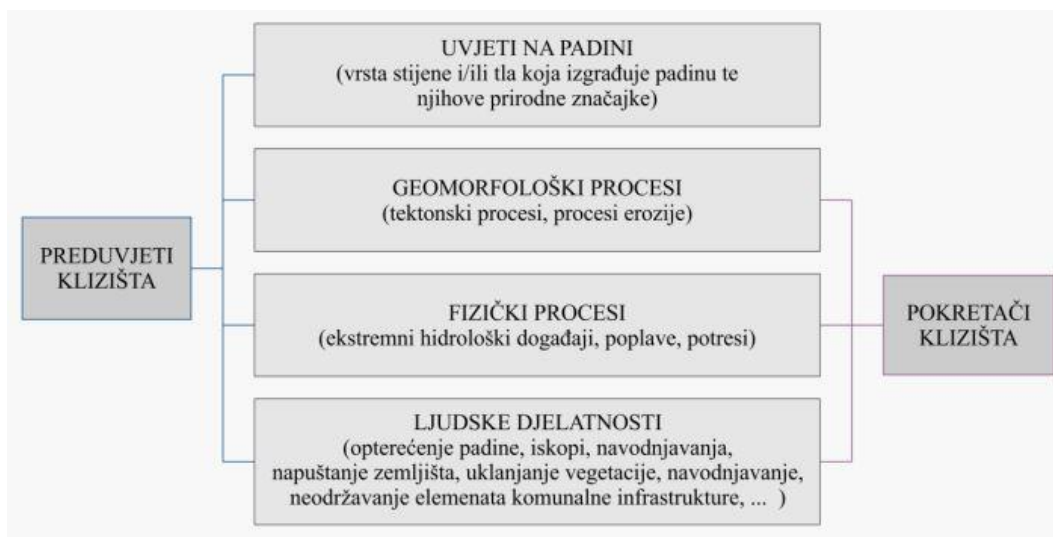 UVJETI NA PADINI
(vrsta stijene i/ili tla koja izgrađuje padinu te
njihove prirodne značajke)
GEOMORFOLOŠKI PROCESI
(tektonski procesi, procesi erozije)
PREDUVJETI
KLIZIŠTA
FIZIČKI PROCESI
(ekstremni hidrološki događaji, poplave, potresi)
POKRETAČI
KLIZIŠTA
LJUDSKE DJELATNOSTI
(opterećenje padine, iskopi, navodnjavanja,
napuštanje zemljišta, uklanjanje vegetacije, navodnjavanje,
neodržavanje elemenata komunalne infrastrukture, ... )